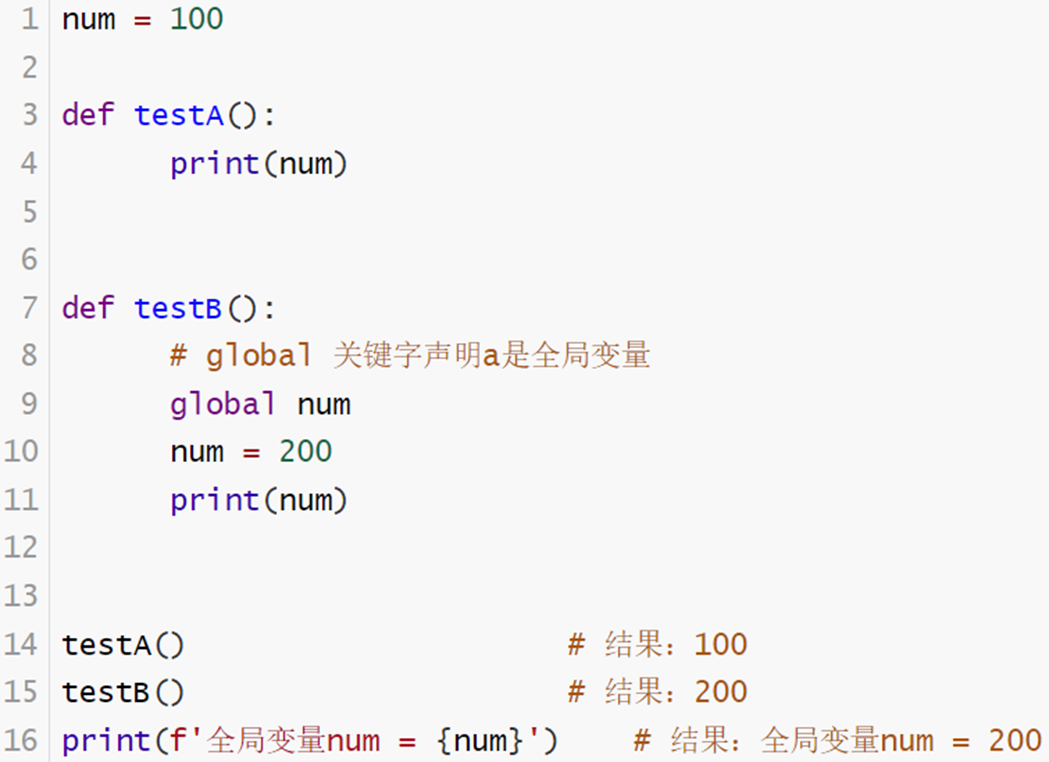 1 num = 100
2
3 def testA():
4 print(num)
5
6
7 def testB():
8 # global 关键字声明a是全局变量
9 global num
10 num = 200
11 print(num)
12
13
14 testA() # 结果：100
15 testB() # 结果：200
16 print(f'全局变量num = {num}') # 结果：全局变量num = 200